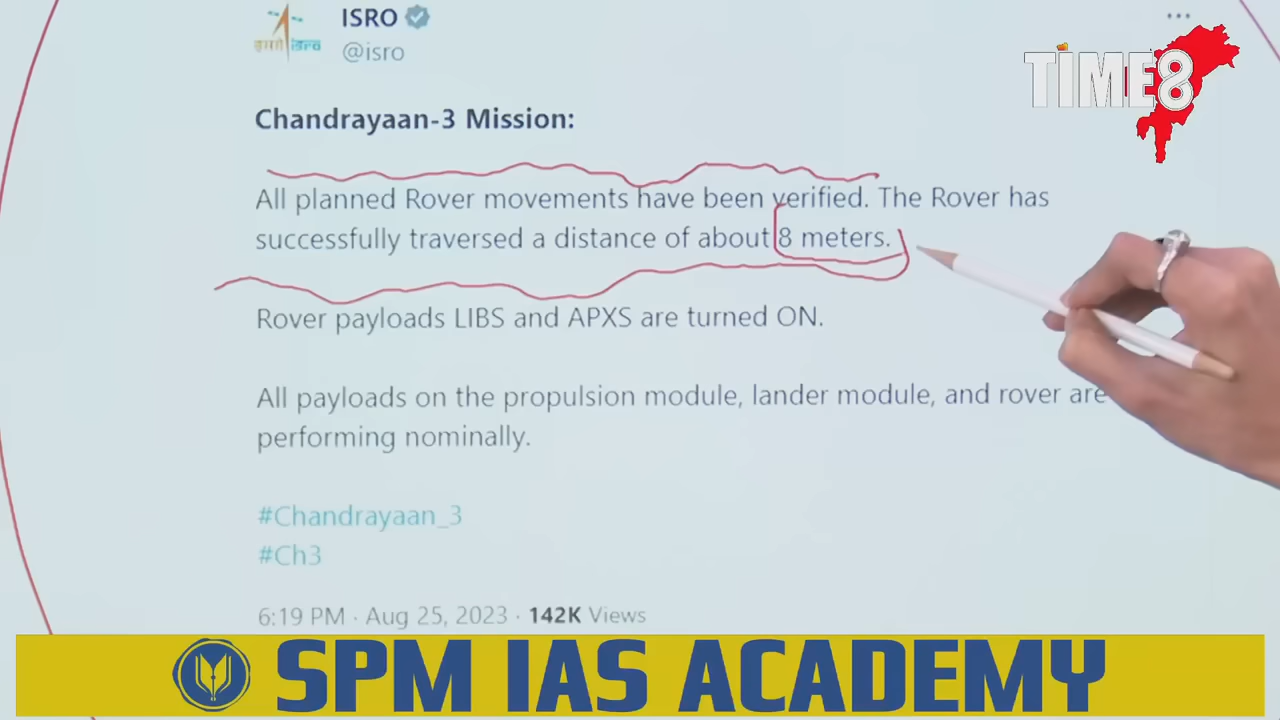 ISRO
@isro
इसरो isro
TIME8
Chandrayaan-3 Mission:
All planned Rover movements have been verified. The Rover has
successfully traversed a distance of about 8 meters.
Rover payloads LIBS and APXS are turned ON.
All payloads on the propulsion module, lander module, and rover are
performing nominally.
#Chandrayaan_3
#Ch3
6:19 PM · Aug 25, 2023 · 142K Views
SPM IAS ACADEMY